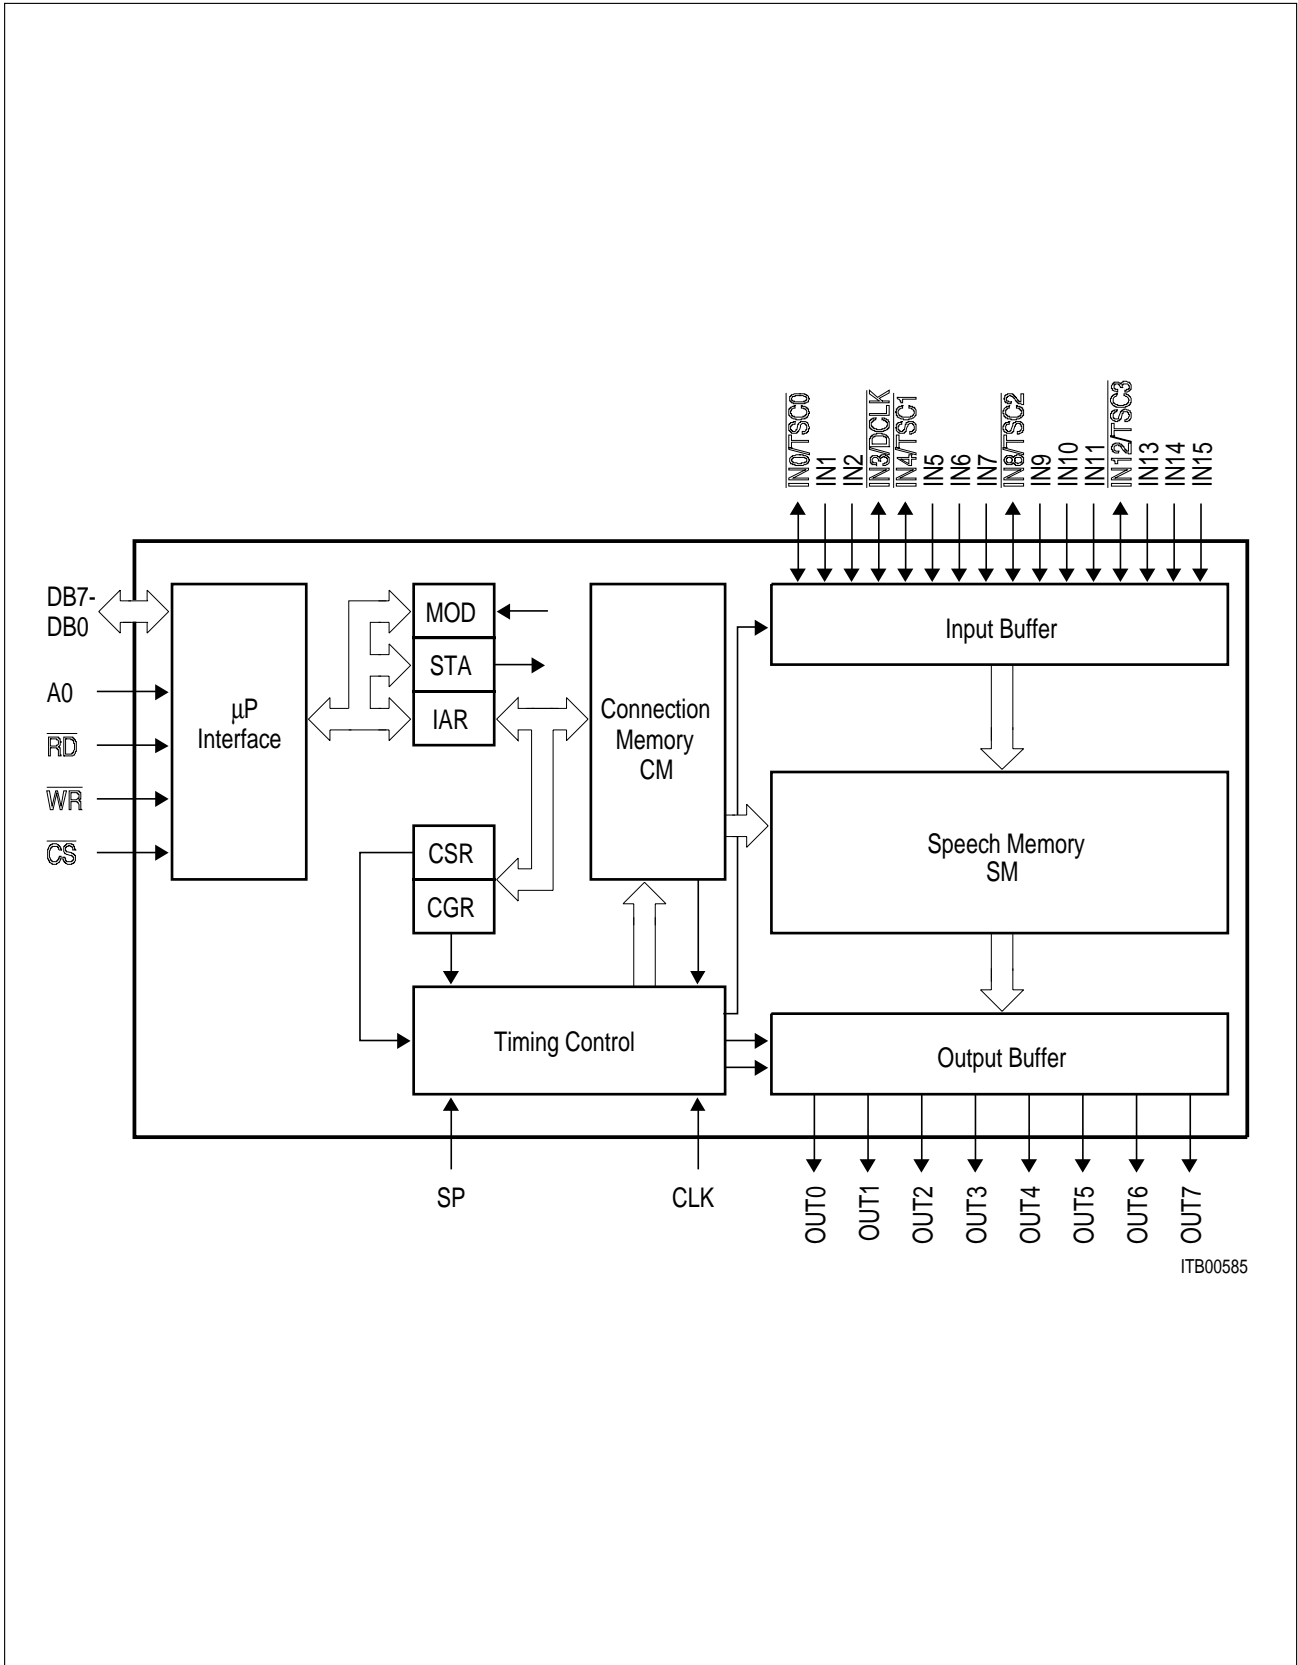 IN0/TSC0
IN1
IN2
IN3/DCLK
IN4/TSC1
IN5
IN6
IN7
IN8/TSC2
IN9
IN10
IN11
IN12/TSC3
IN13
IN14
IN15
DB7-
DB0
A0
RD
WR
CS
µP
Interface
MOD
STA
IAR
CSR
CGR
Connection
Memory
CM
Timing Control
Input Buffer
Speech Memory
SM
Output Buffer
SP
CLK
OUT0
OUT1
OUT2
OUT3
OUT4
OUT5
OUT6
OUT7
ITB00585